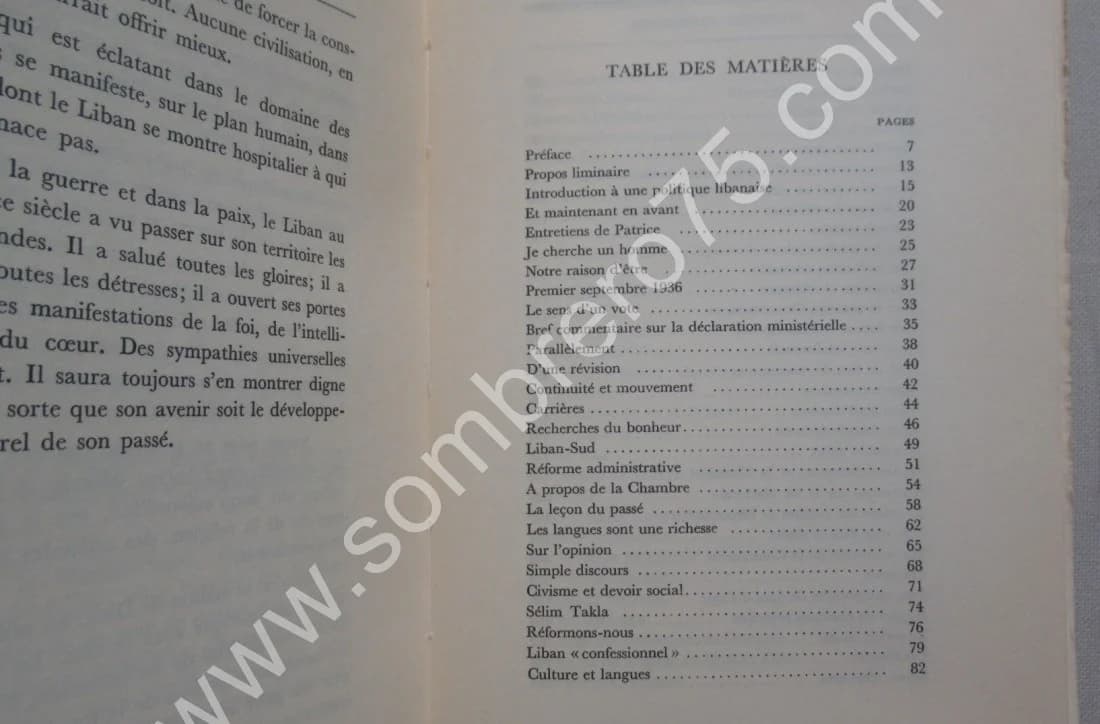 de forcer la cons-
oit. Aucune civilisation, en
rait offrir mieux.
qui est éclatant dans le domaine des
se manifeste, sur le plan humain, dans
dont le Liban se montre hospitalier à qui
nace pas.
la guerre et dans la paix, le Liban au
ce siècle a vu passer sur son territoire les
ndes. Il a salué toutes les gloires; il a
outes les détresses; il a ouvert ses portes
es manifestations de la foi, de l'intelli-
du cœur. Des sympathies universelles
t. Il saura toujours s'en montrer digne
sorte que son avenir soit le développe-
rel de son passé.
TABLE DES MATIÈRES
PAGES
Préface 7
Propos liminaire 13
Introduction à une politique libanaise 15
Et maintenant en avant 20
Entretiens de Patrice 23
Je cherche un homme 25
Notre raison d'être 27
Premier septembre 1936 31
Le sens d'un vote 33
Bref commentaire sur la déclaration ministérielle 35
Parallèlement 38
D'une révision 40
Continuité et mouvement 42
Carrières 44
Recherches du bonheur 46
Liban-Sud 49
Réforme administrative 51
A propos de la Chambre 54
La leçon du passé 58
Les langues sont une richesse 62
Sur l'opinion 65
Simple discours 68
Civisme et devoir social 71
Sélim Takla 74
Réformons-nous 76
Liban « confessionnel » 79
Culture et langues 82
www.sombrero75.com
www.sombrero75.com